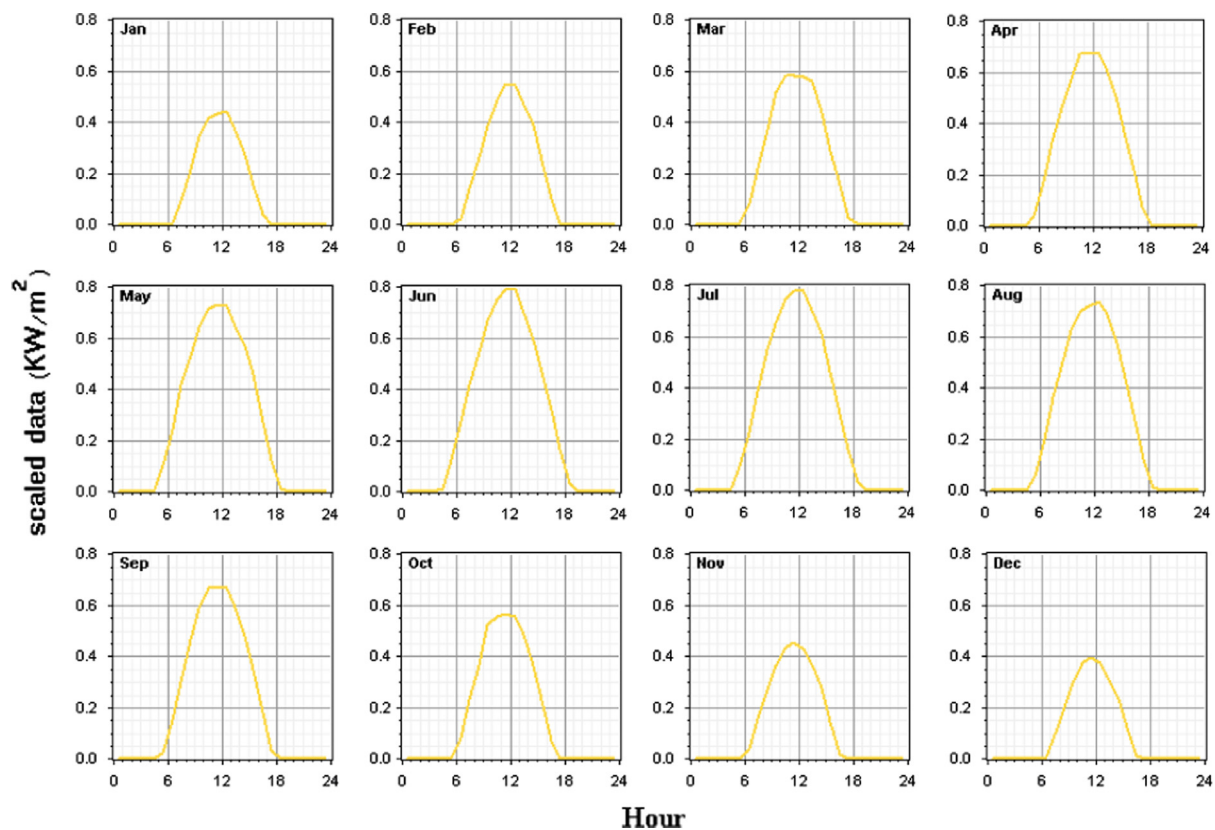 Jan
Feb
Mar
Apr
0.8 0.8 0.8 0.8
0.6 0.6 0.6 0.6
0.4 0.4 0.4 0.4
0.2 0.2 0.2 0.2
0.0 0.0 0.0 0.0
0 6 12 18 24 0 6 12 18 24 0 6 12 18 24 0 6 12 18 24
scaled data (KW/m²)
May
Jun
Jul
Aug
0.8 0.8 0.8 0.8
0.6 0.6 0.6 0.6
0.4 0.4 0.4 0.4
0.2 0.2 0.2 0.2
0.0 0.0 0.0 0.0
0 6 12 18 24 0 6 12 18 24 0 6 12 18 24 0 6 12 18 24
Sep
Oct
Nov
Dec
0.8 0.8 0.8 0.8
0.6 0.6 0.6 0.6
0.4 0.4 0.4 0.4
0.2 0.2 0.2 0.2
0.0 0.0 0.0 0.0
0 6 12 18 24 0 6 12 18 24 0 6 12 18 24 0 6 12 18 24
Hour